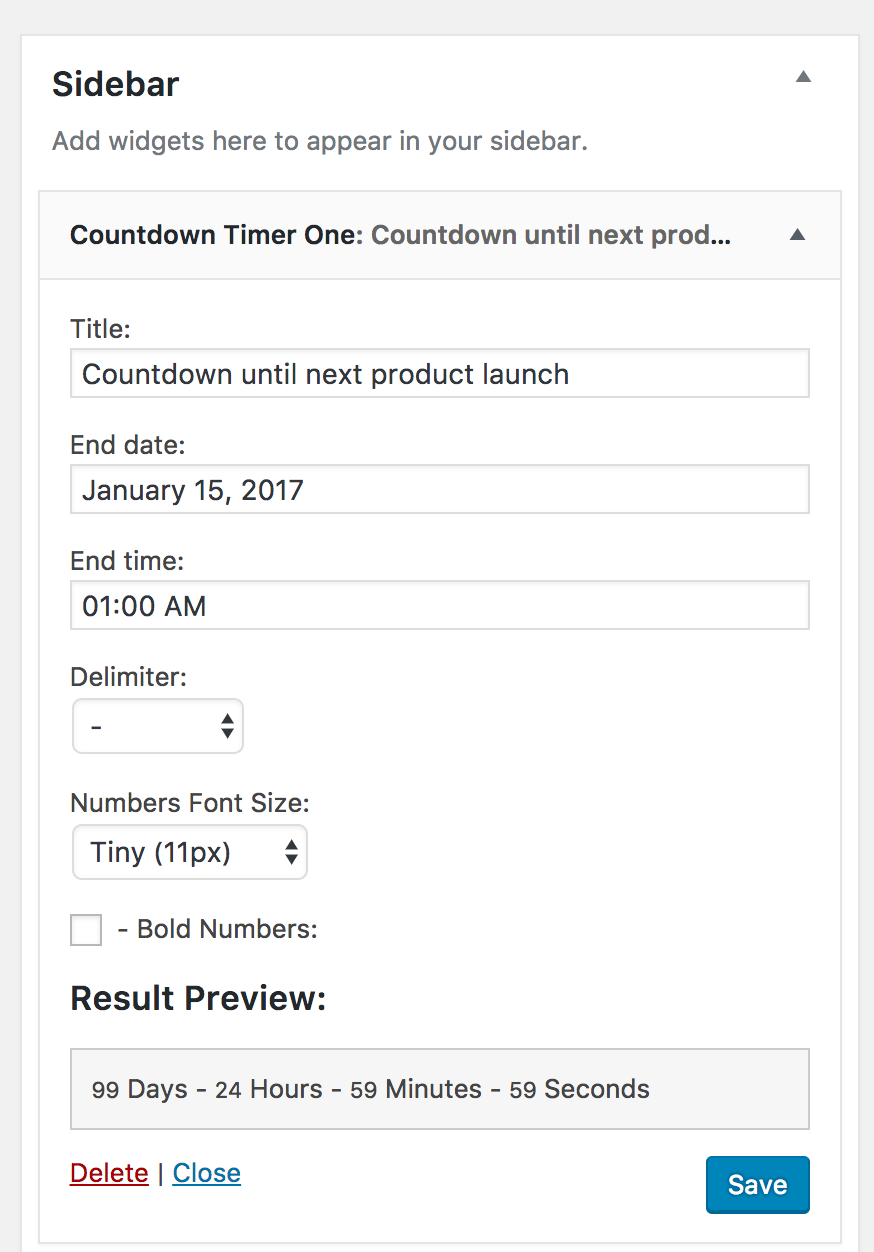 Sidebar
Add widgets here to appear in your sidebar.
Countdown Timer One: Countdown until next prod...
Title:
Countdown until next product launch
End date:
January 15, 2017
End time:
01:00 AM
Delimiter:
-
Numbers Font Size:
Tiny (11px)
- Bold Numbers:
Result Preview:
99 Days - 24 Hours - 59 Minutes - 59 Seconds
Delete | Close
Save